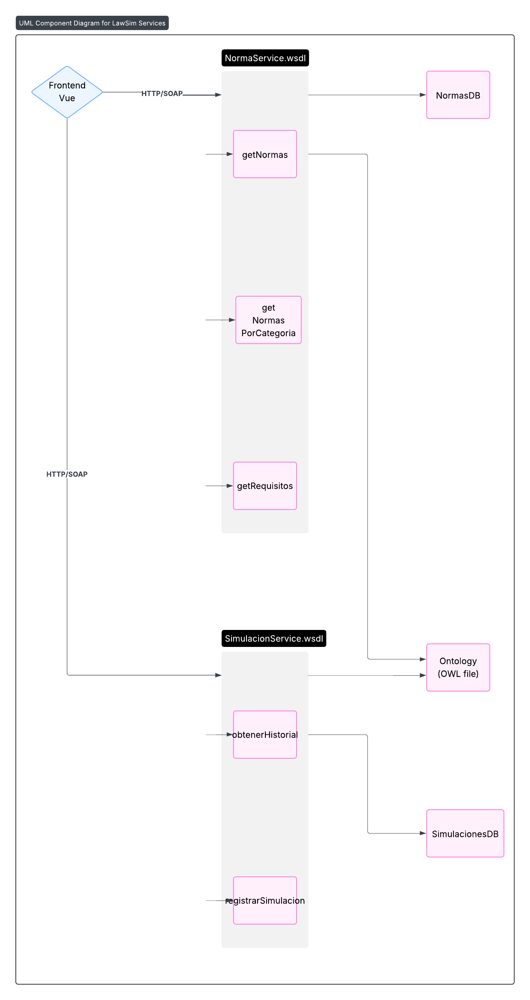 UML Component Diagram for LawSim Services
NormaService.wsdl
Frontend
Vue
HTTP/SOAP
NormasDB
getNormas
get
Normas
PorCategoria
HTTP/SOAP
getRequisitos
SimulacionService.wsdl
Ontology
(OWL file)
obtenerHistorial
SimulacionesDB
registrarSimulacion